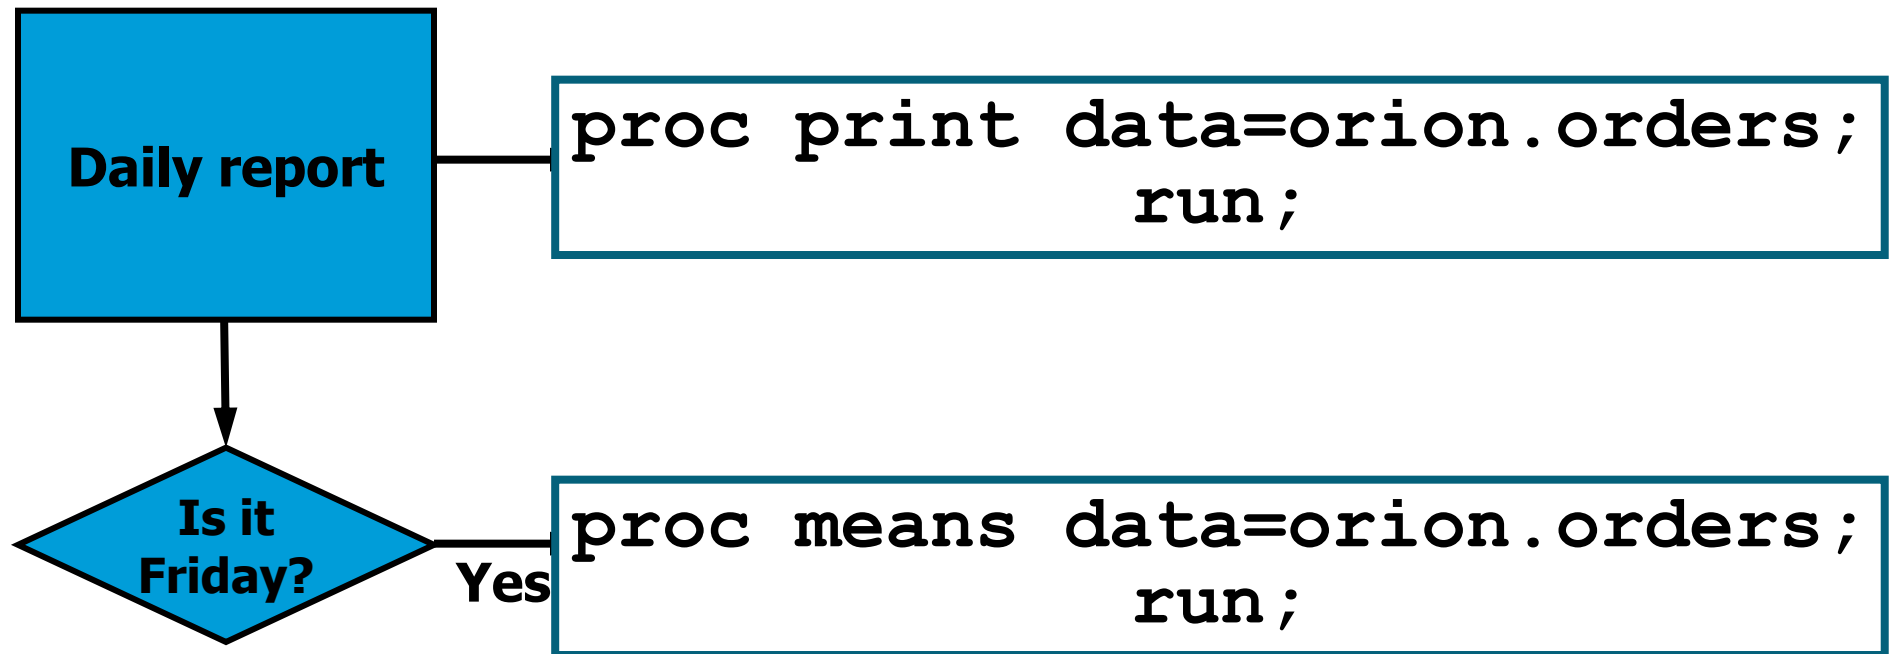 Daily report
proc print data=orion.orders;
run;
Is it
Friday?
Yes
proc means data=orion.orders;
run;